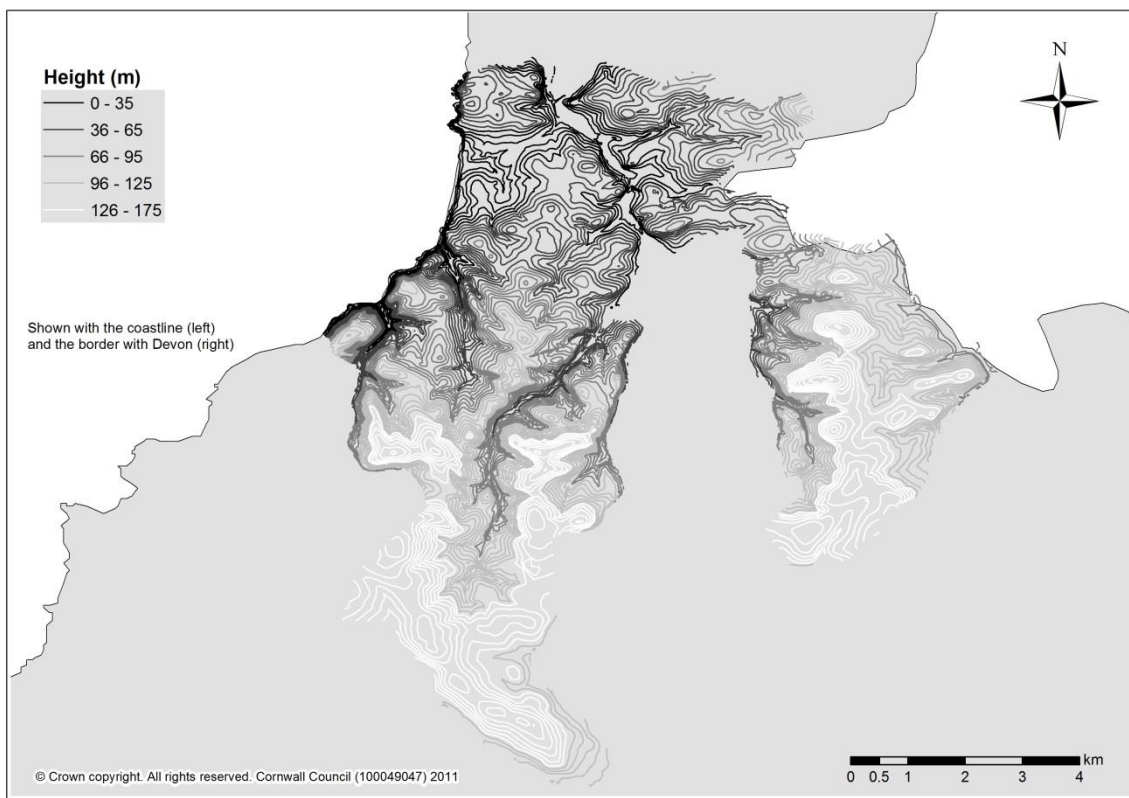 Height (m)
0 - 35
36 - 65
66 - 95
96 - 125
126 - 175
N
Shown with the coastline (left)
and the border with Devon (right)
km
0 0.5 1 2 3 4
© Crown copyright. All rights reserved. Cornwall Council (100049047) 2011